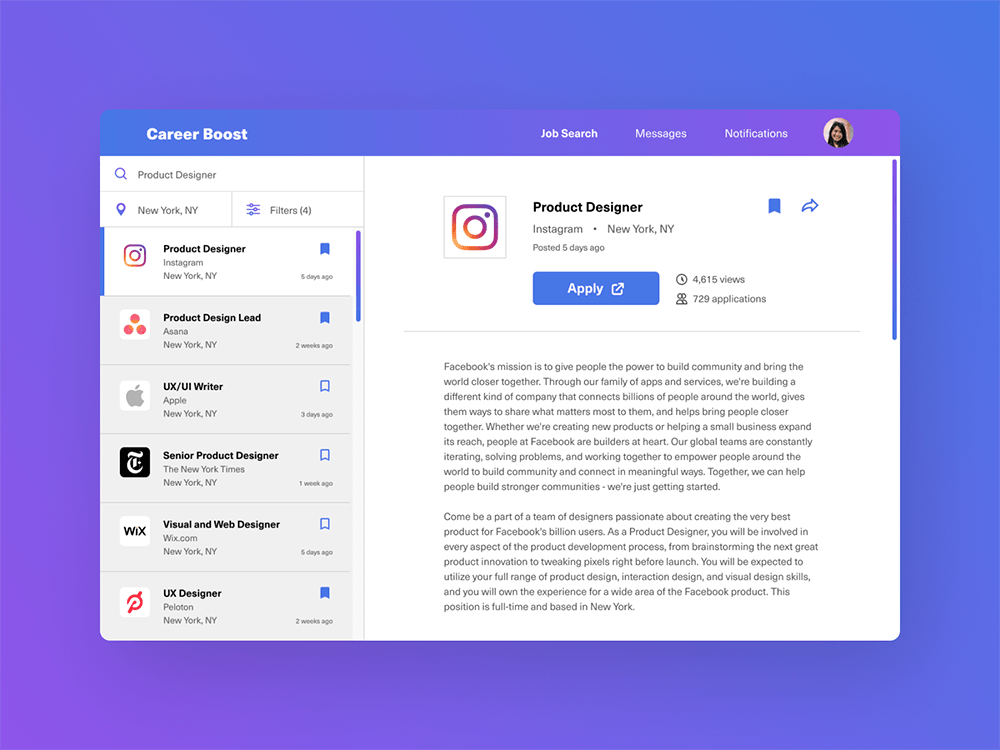 Career Boost
Job Search
Messages
Notifications
Product Designer
New York, NY
Filters (4)
Product Designer
Instagram
New York, NY
5 days ago
Product Design Lead
Asana
New York, NY
2 weeks ago
UX/UI Writer
Apple
New York, NY
3 days ago
Senior Product Designer
The New York Times
New York, NY
1 week ago
WiX
Visual and Web Designer
Wix.com
New York, NY
5 days ago
UX Designer
Peloton
New York, NY
2 weeks ago
Product Designer
Instagram • New York, NY
Posted 5 days ago
Apply
4,615 views
729 applications
Facebook's mission is to give people the power to build community and bring the
world closer together. Through our family of apps and services, we're building a
different kind of company that connects billions of people around the world, gives
them ways to share what matters most to them, and helps bring people closer
together. Whether we're creating new products or helping a small business expand
its reach, people at Facebook are builders at heart. Our global teams are constantly
iterating, solving problems, and working together to empower people around the
world to build community and connect in meaningful ways. Together, we can help
people build stronger communities - we're just getting started.
Come be a part of a team of designers passionate about creating the very best
product for Facebook's billion users. As a Product Designer, you will be involved in
every aspect of the product development process, from brainstorming the next great
product innovation to tweaking pixels right before launch. You will be expected to
utilize your full range of product design, interaction design, and visual design skills,
and you will own the experience for a wide area of the Facebook product. This
position is full-time and based in New York.